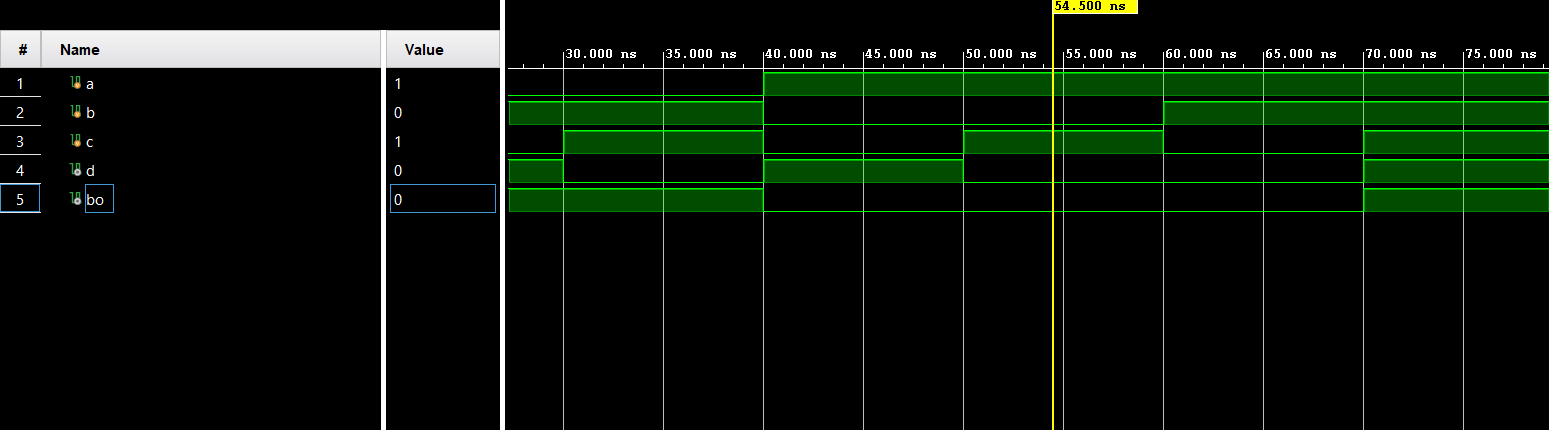 54.500 ns
# Name Value
30.000 ns 35.000 ns 40.000 ns 45.000 ns 50.000 ns 55.000 ns 60.000 ns 65.000 ns 70.000 ns 75.000 ns
1 a 1
2 b 0
3 c 1
4 d 0
5 bo 0